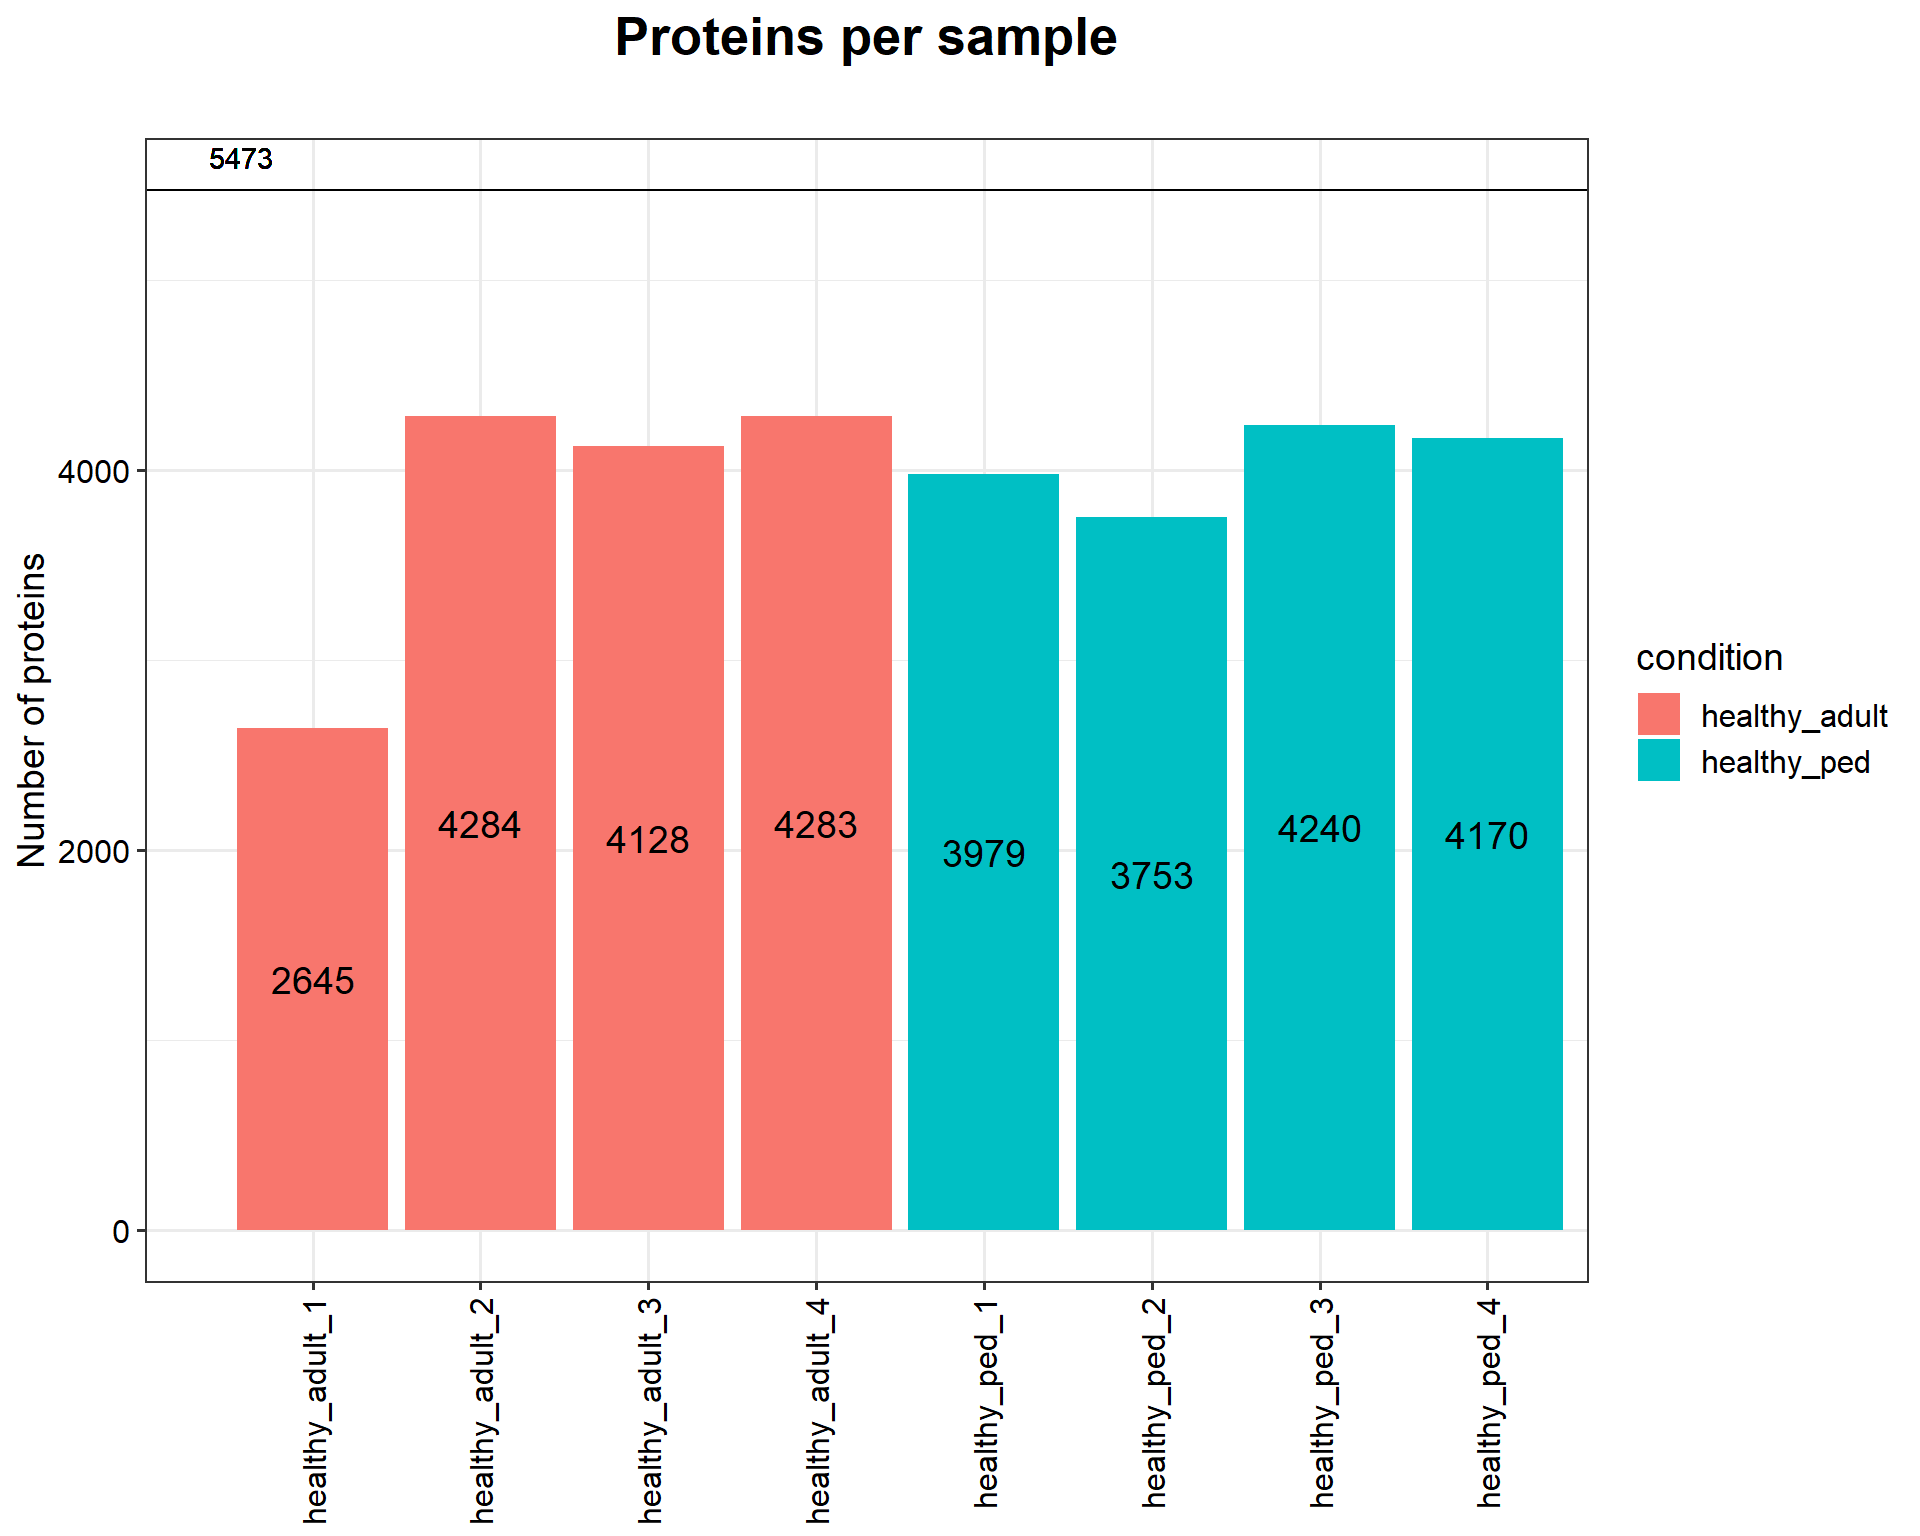 Proteins per sample
5473
Number of proteins
4000
2000
0
2645
4284
4128
4283
3979
3753
4240
4170
healthy_adult_1
healthy_adult_2
healthy_adult_3
healthy_adult_4
healthy_ped_1
healthy_ped_2
healthy_ped_3
healthy_ped_4
condition
healthy_adult
healthy_ped